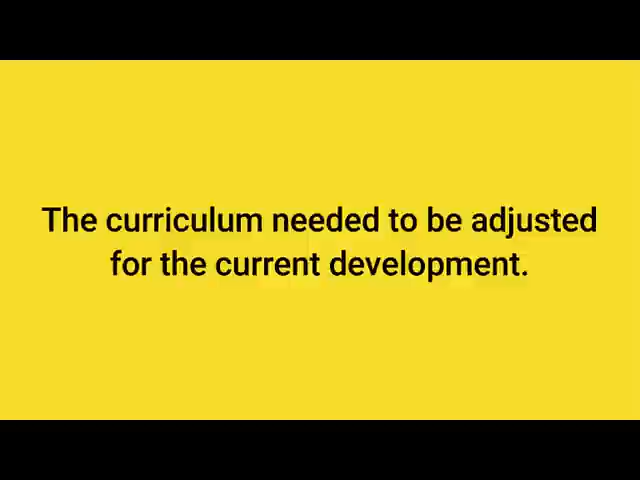 The curriculum needed to be adjusted
for the current development.